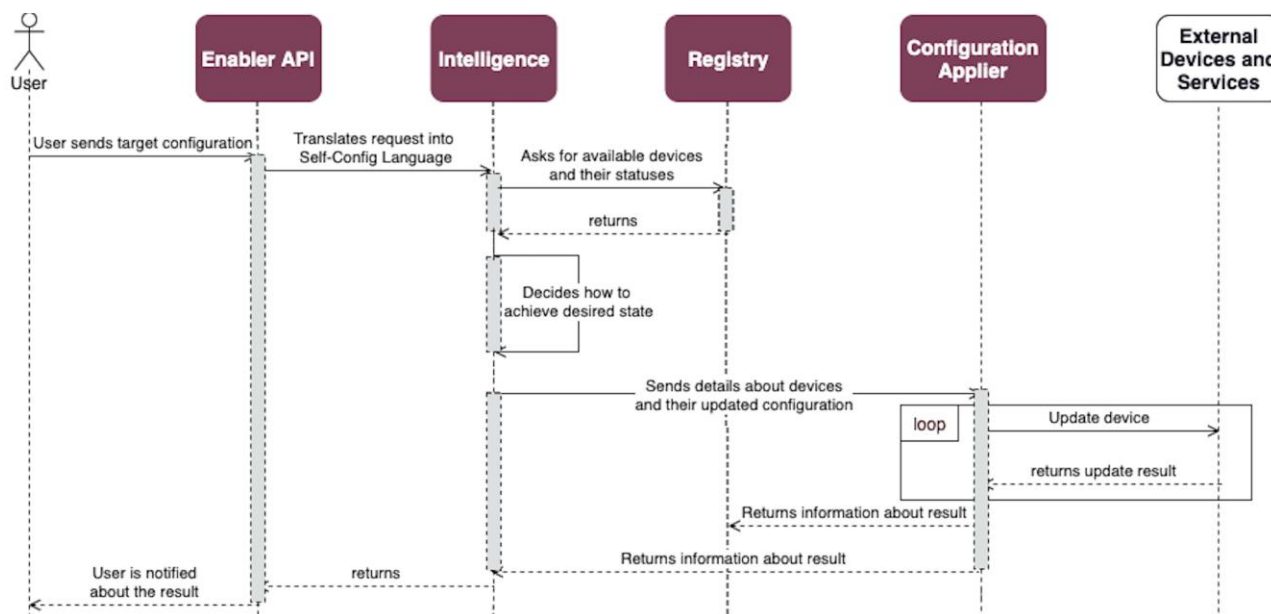 User
Enabler API
Intelligence
Registry
Configuration
Applier
External
Devices and
Services
User sends target configuration
Translates request into
Self-Config Language
Asks for available devices
and their statuses
returns
Decides how to
achieve desired state
Sends details about devices
and their updated configuration
loop
Update device
returns update result
Returns information about result
Returns information about result
returns
User is notified
about the result